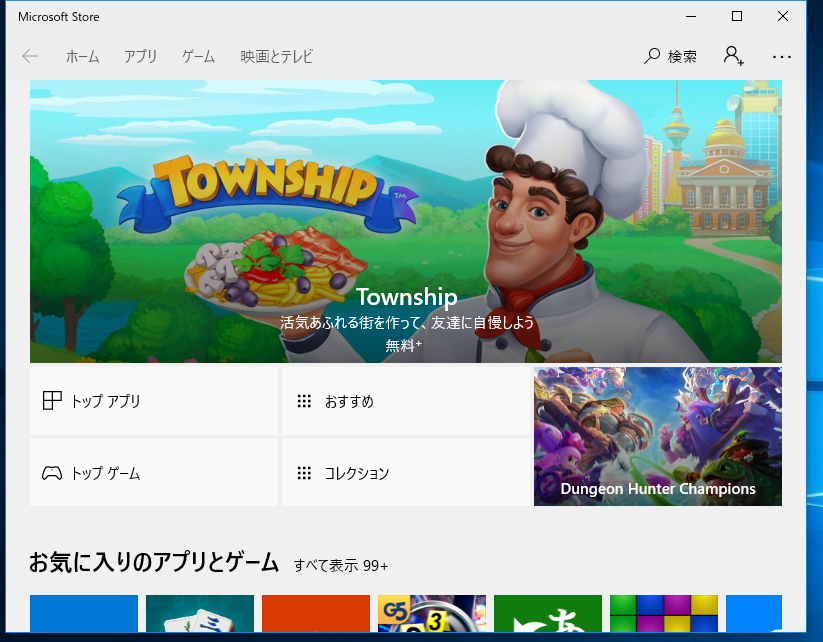 Microsoft Store
ホーム アプリ ゲーム 映画とテレビ 検索
TOWNSHIP™
Township
活気あふれる街を作って、友達に自慢しよう
無料+
トップ アプリ
おすすめ
トップ ゲーム
コレクション
Dungeon Hunter Champions
お気に入りのアプリとゲーム すべて表示 99+
G5
3
あ